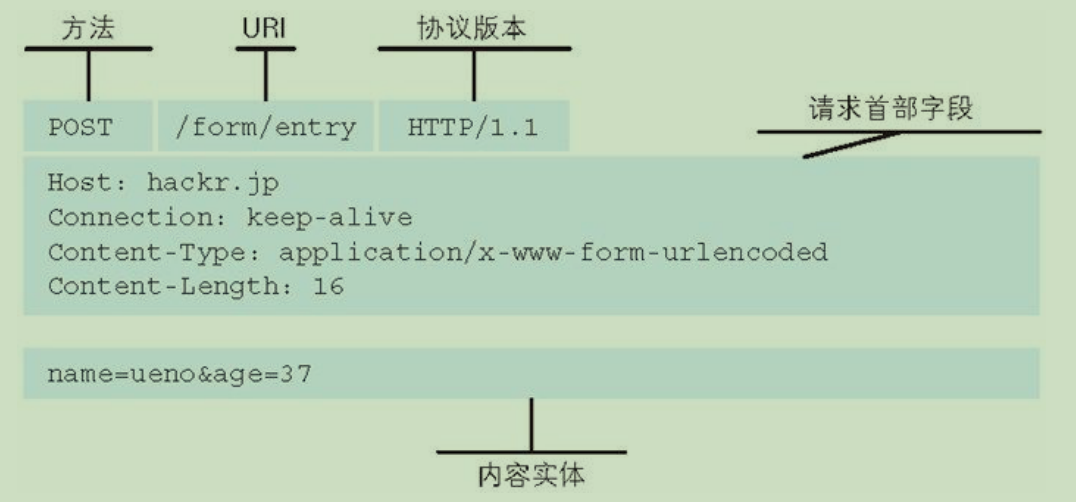 方法 URI 协议版本
请求首部字段
POST /form/entry HTTP/1.1
Host: hackr.jp
Connection: keep-alive
Content-Type: application/x-www-form-urlencoded
Content-Length: 16
name=ueno&age=37
内容实体